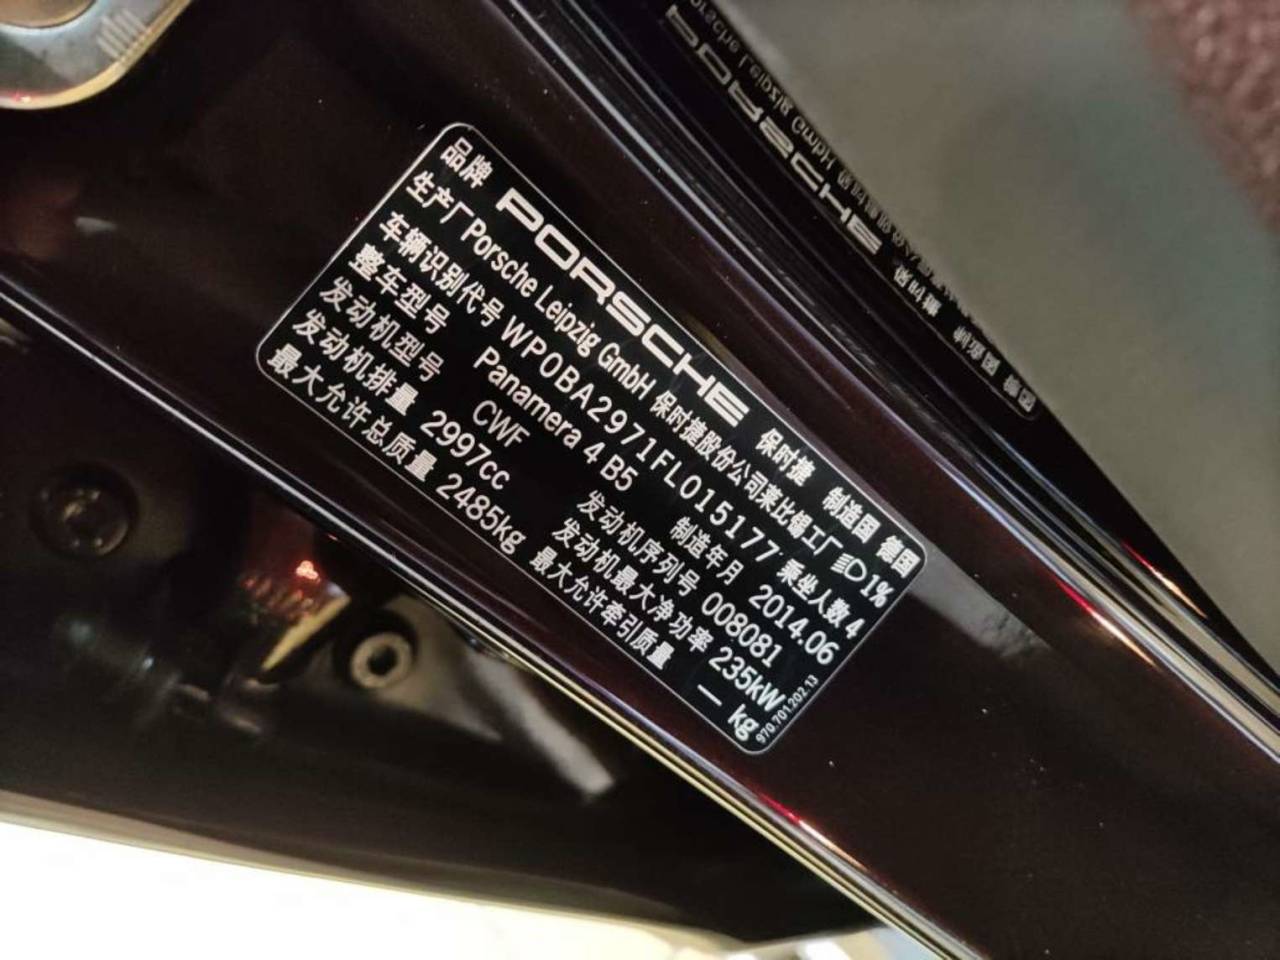 品牌 PORSCHE 保时捷 制造国 德国
生产厂 Porsche Leipzig GmbH 保时捷股份公司莱比锡工厂 1%
车辆识别代号 WP0BA2971FL015177 乘坐人数 4
整车型号 Panamera 4 B5 制造年月 2014.06
发动机型号 CWF 发动机序列号 008081
发动机排量 2997cc 发动机最大净功率 235kW
最大允许总质量 2485kg 最大允许牵引质量 — kg
970.701.202.13
PORSCHE